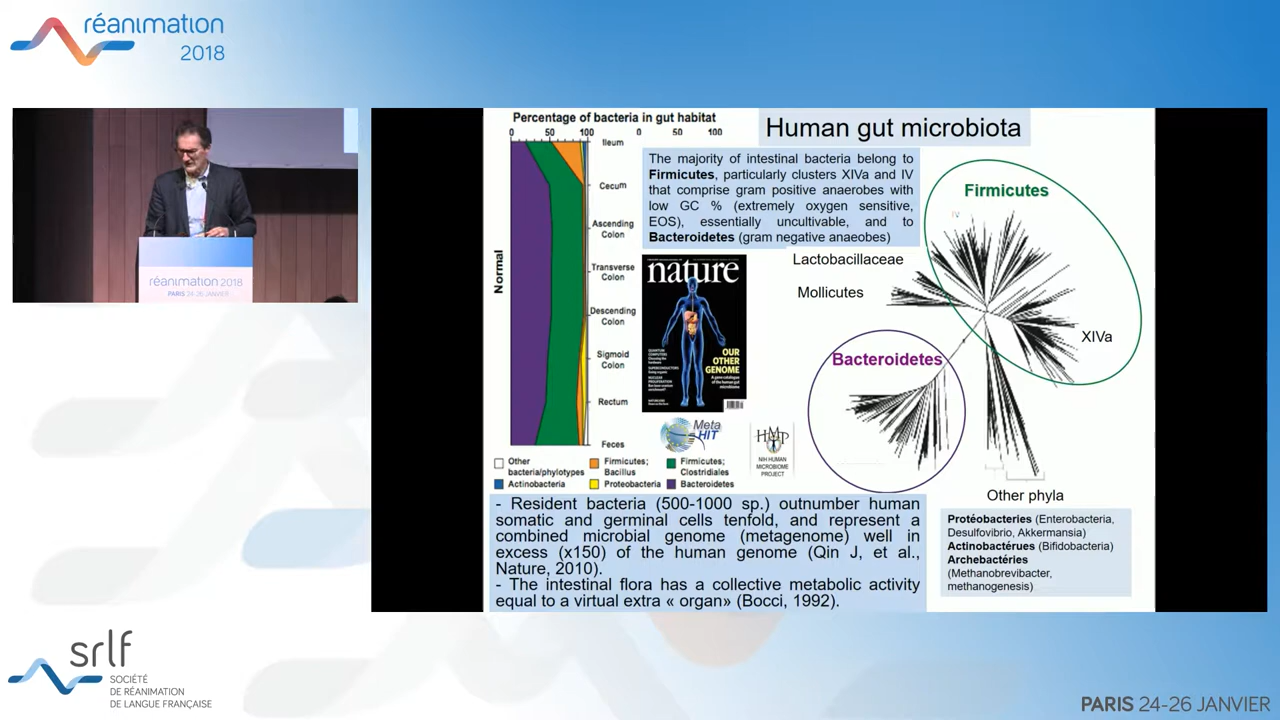 réanimation
2018
réanimation 2018
PARIS 24-26 JANVIER
Percentage of bacteria in gut habitat
0 50 100 0 50 100
Normal
Ileum
Cecum
Ascending
Colon
Transverse
Colon
Descending
Colon
Sigmoid
Colon
Rectum
Feces
Other
bacteria/phylotypes
Firmicutes;
Bacillus
Firmicutes;
Clostridiales
Actinobacteria
Proteobacteria
Bacteroidetes
Human gut microbiota
The majority of intestinal bacteria belong to
Firmicutes, particularly clusters XIVa and IV
that comprise gram positive anaerobes with
low GC % (extremely oxygen sensitive,
EOS), essentially uncultivable, and to
Bacteroidetes (gram negative anaeobes)
nature
OUR
OTHER
GENOME
Meta
HIT
HMP
NIH HUMAN
MICROBIOME
PROJECT
Firmicutes
IV
Lactobacillaceae
Mollicutes
XIVa
Bacteroidetes
Other phyla
- Resident bacteria (500-1000 sp.) outnumber human
somatic and germinal cells tenfold, and represent a
combined microbial genome (metagenome) well in
excess (x150) of the human genome (Qin J, et al.,
Nature, 2010).
- The intestinal flora has a collective metabolic activity
equal to a virtual extra « organ» (Bocci, 1992).
Protéobacteries (Enterobacteria,
Desulfovibrio, Akkermansia)
Actinobactérues (Bifidobacteria)
Archebactéries
(Methanobrevibacter,
methanogenesis)
srlf
SOCIÉTÉ
DE RÉANIMATION
DE LANGUE FRANÇAISE
PARIS 24-26 JANVIER